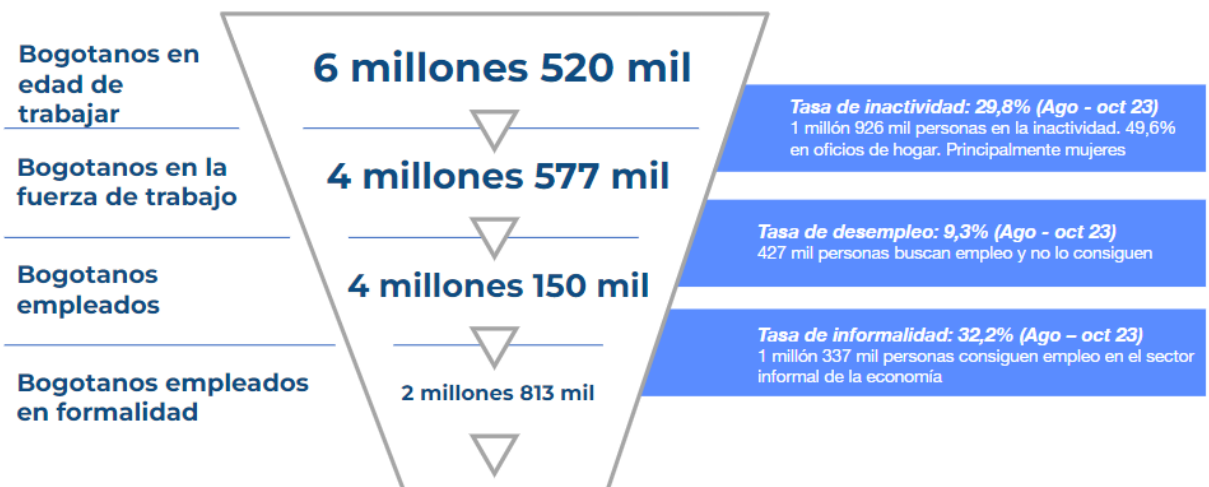 Bogotanos en
edad de
trabajar
6 millones 520 mil
Tasa de inactividad: 29,8% (Ago - oct 23)
1 millón 926 mil personas en la inactividad. 49,6%
en oficios de hogar. Principalmente mujeres
Bogotanos en la
fuerza de trabajo
4 millones 577 mil
Tasa de desempleo: 9,3% (Ago - oct 23)
427 mil personas buscan empleo y no lo consiguen
Bogotanos
empleados
4 millones 150 mil
Tasa de informalidad: 32,2% (Ago – oct 23)
1 millón 337 mil personas consiguen empleo en el sector
informal de la economía
Bogotanos empleados
en formalidad
2 millones 813 mil